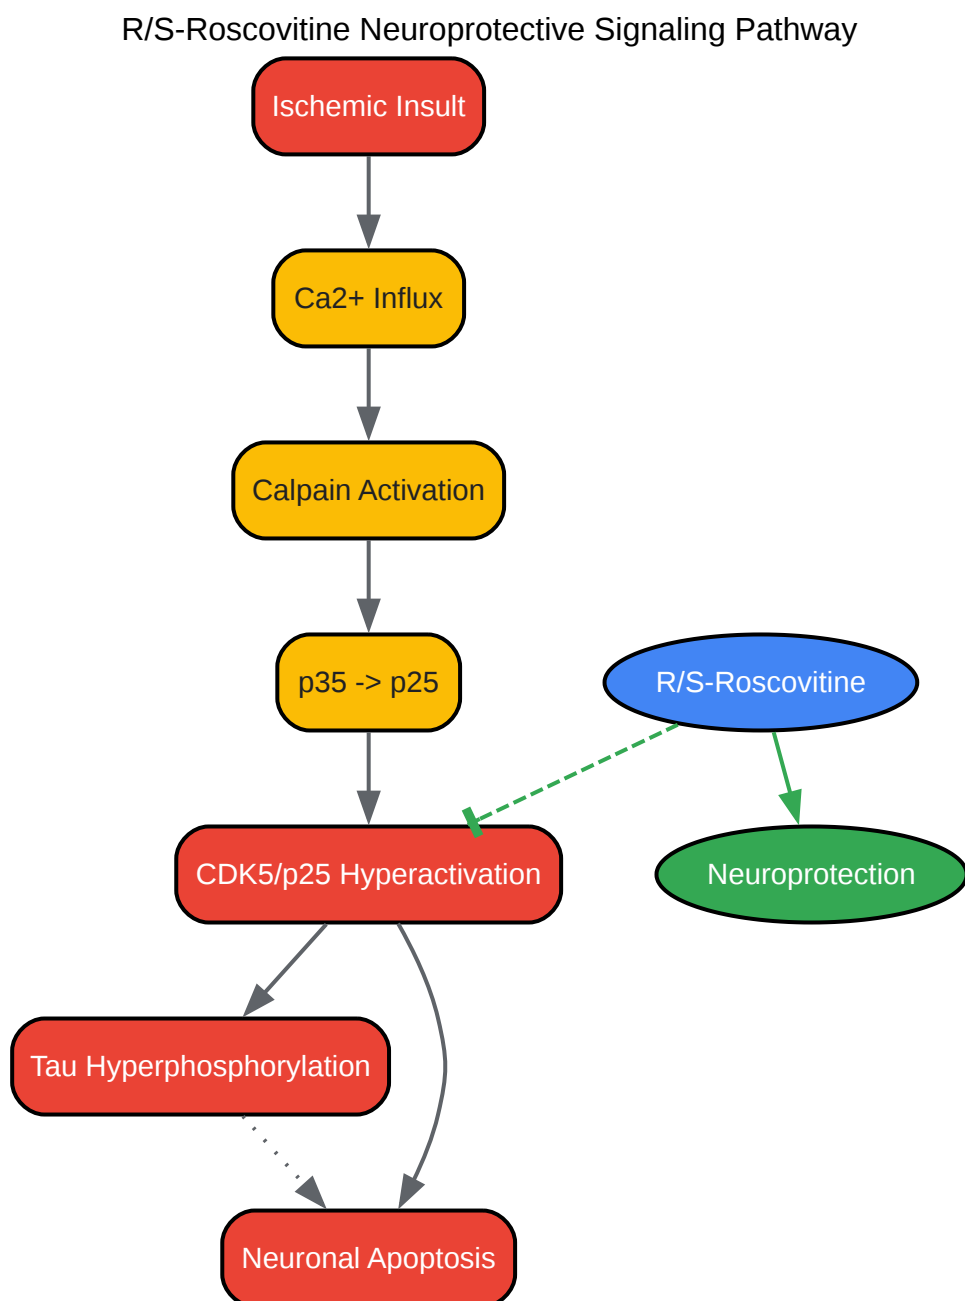 R/S-Roscovitine Neuroprotective Signaling Pathway
Ischemic Insult
Ca2+ Influx
Calpain Activation
p35 -> p25
R/S-Roscovitine
CDK5/p25 Hyperactivation
Neuroprotection
Tau Hyperphosphorylation
Neuronal Apoptosis